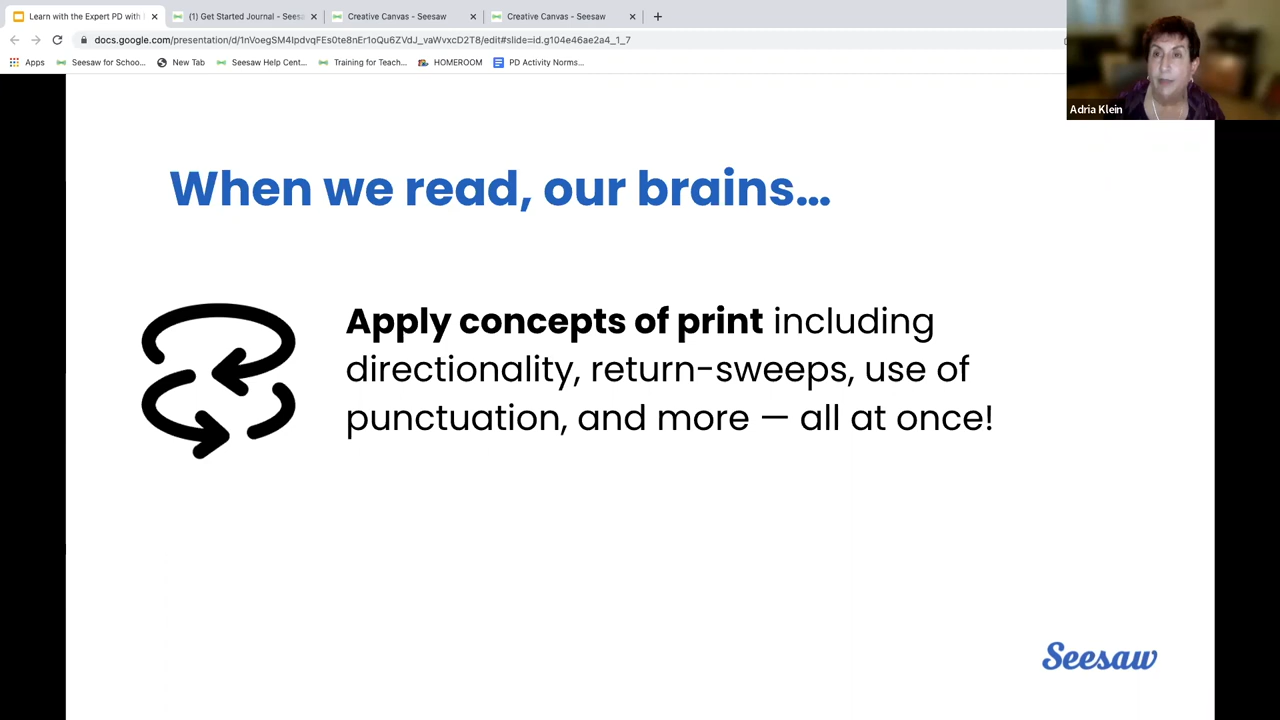 Learn with the Expert PD with
(1) Get Started Journal - Sees
Creative Canvas - Seesaw
Creative Canvas - Seesaw
docs.google.com/presentation/d/1nVoegSM4IpdvqFEs0te8nEr1oQu6ZVdJ_vaWvxcD2T8/edit#slide=id.g104e46ae2a4_1_7
Apps
Seesaw for Schoo...
New Tab
Seesaw Help Cent...
Training for Teach...
HOMEROOM
PD Activity Norms...
Adria Klein
When we read, our brains...
Apply concepts of print including
directionality, return-sweeps, use of
punctuation, and more — all at once!
Seesaw